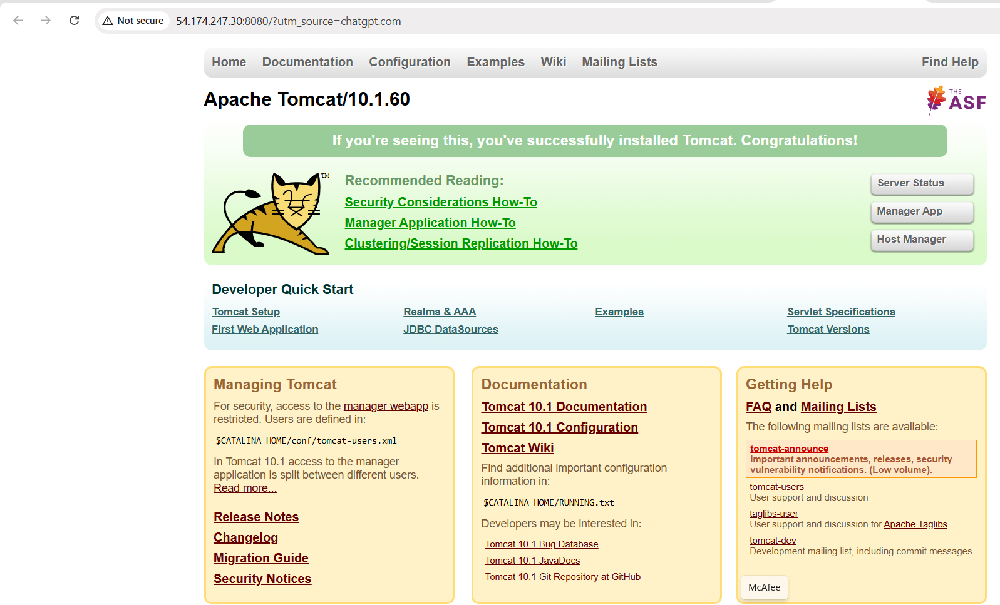 Not secure 54.174.247.30:8080/?utm_source=chatgpt.com
Home Documentation Configuration Examples Wiki Mailing Lists Find Help
Apache Tomcat/10.1.60
THE
ASF
If you're seeing this, you've successfully installed Tomcat. Congratulations!
TM
Recommended Reading:
Security Considerations How-To
Manager Application How-To
Clustering/Session Replication How-To
Server Status
Manager App
Host Manager
Developer Quick Start
Tomcat Setup
First Web Application
Realms & AAA
JDBC DataSources
Examples
Servlet Specifications
Tomcat Versions
Managing Tomcat
For security, access to the manager webapp is
restricted. Users are defined in:
$CATALINA_HOME/conf/tomcat-users.xml
In Tomcat 10.1 access to the manager
application is split between different users.
Read more...
Release Notes
Changelog
Migration Guide
Security Notices
Documentation
Tomcat 10.1 Documentation
Tomcat 10.1 Configuration
Tomcat Wiki
Find additional important configuration
information in:
$CATALINA_HOME/RUNNING.txt
Developers may be interested in:
Tomcat 10.1 Bug Database
Tomcat 10.1 JavaDocs
Tomcat 10.1 Git Repository at GitHub
Getting Help
FAQ and Mailing Lists
The following mailing lists are available:
tomcat-announce
Important announcements, releases, security
vulnerability notifications. (Low volume).
tomcat-users
User support and discussion
taglibs-user
User support and discussion for Apache Taglibs
tomcat-dev
Development mailing list, including commit messages
McAfee